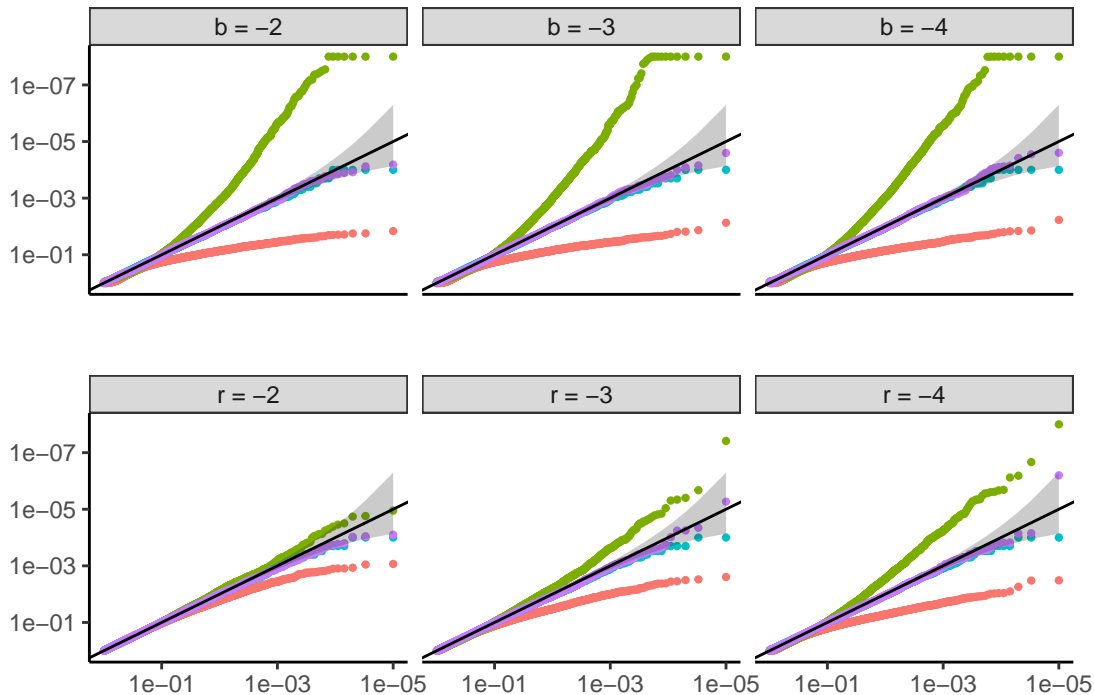 b = −2
b = −3
b = −4
1e−07
1e−05
1e−03
1e−01
r = −2
r = −3
r = −4
1e−07
1e−05
1e−03
1e−01
1e−01 1e−03 1e−05 1e−01 1e−03 1e−05 1e−01 1e−03 1e−05